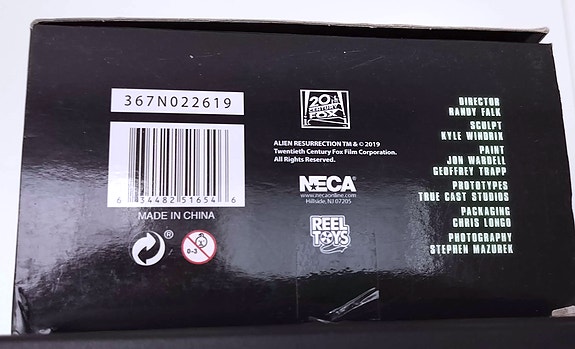 367N022619
6 34482 51654 6
MADE IN CHINA
®
0-3
20th
CENTURY
FOX
ALIEN RESURRECTION TM & © 2019
Twentieth Century Fox Film Corporation.
All Rights Reserved.
NECA®
www.necaonline.com
Hillside, NJ 07205
REEL
TOYS
DIRECTOR
RANDY FALK
SCULPT
KYLE WINDRIX
PAINT
JON WARDELL
GEOFFREY TRAPP
PROTOTYPES
TRUE CAST STUDIOS
PACKAGING
CHRIS LONGO
PHOTOGRAPHY
STEPHEN MAZUREK